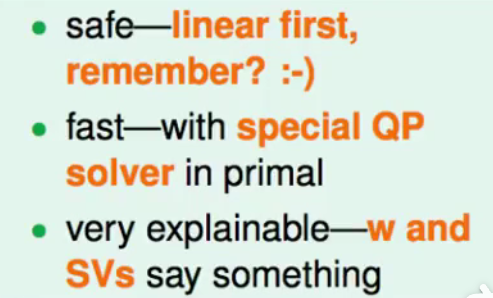 • safe—linear first,
remember? :-)
• fast—with special QP
solver in primal
• very explainable—w and
SVs say something